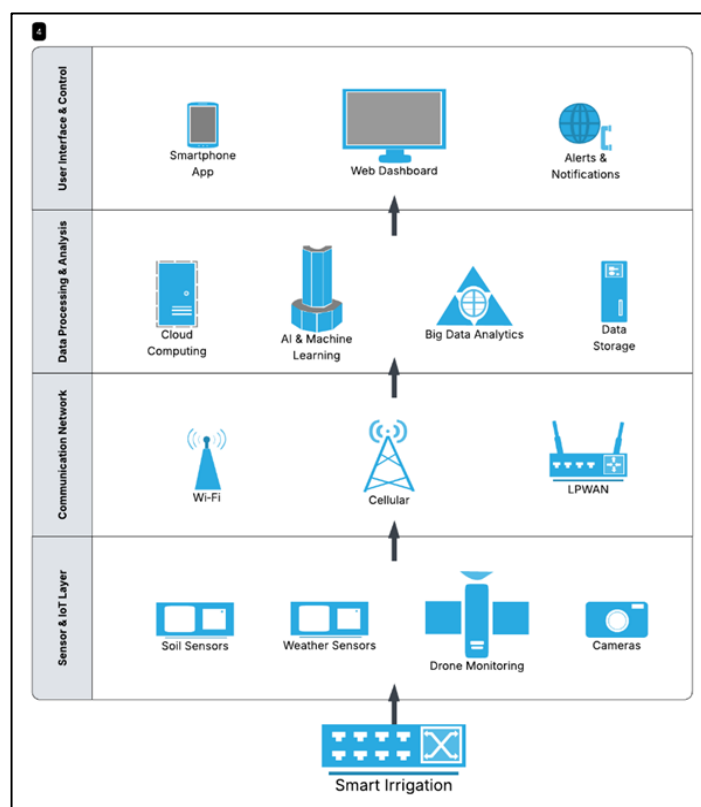 4
User Interface & Control
Smartphone
App
Web Dashboard
Alerts &
Notifications
Data Processing & Analysis
Cloud
Computing
AI & Machine
Learning
Big Data Analytics
Data
Storage
Communication Network
Wi-Fi
Cellular
LPWAN
Sensor & IoT Layer
Soil Sensors
Weather Sensors
Drone Monitoring
Cameras
Smart Irrigation